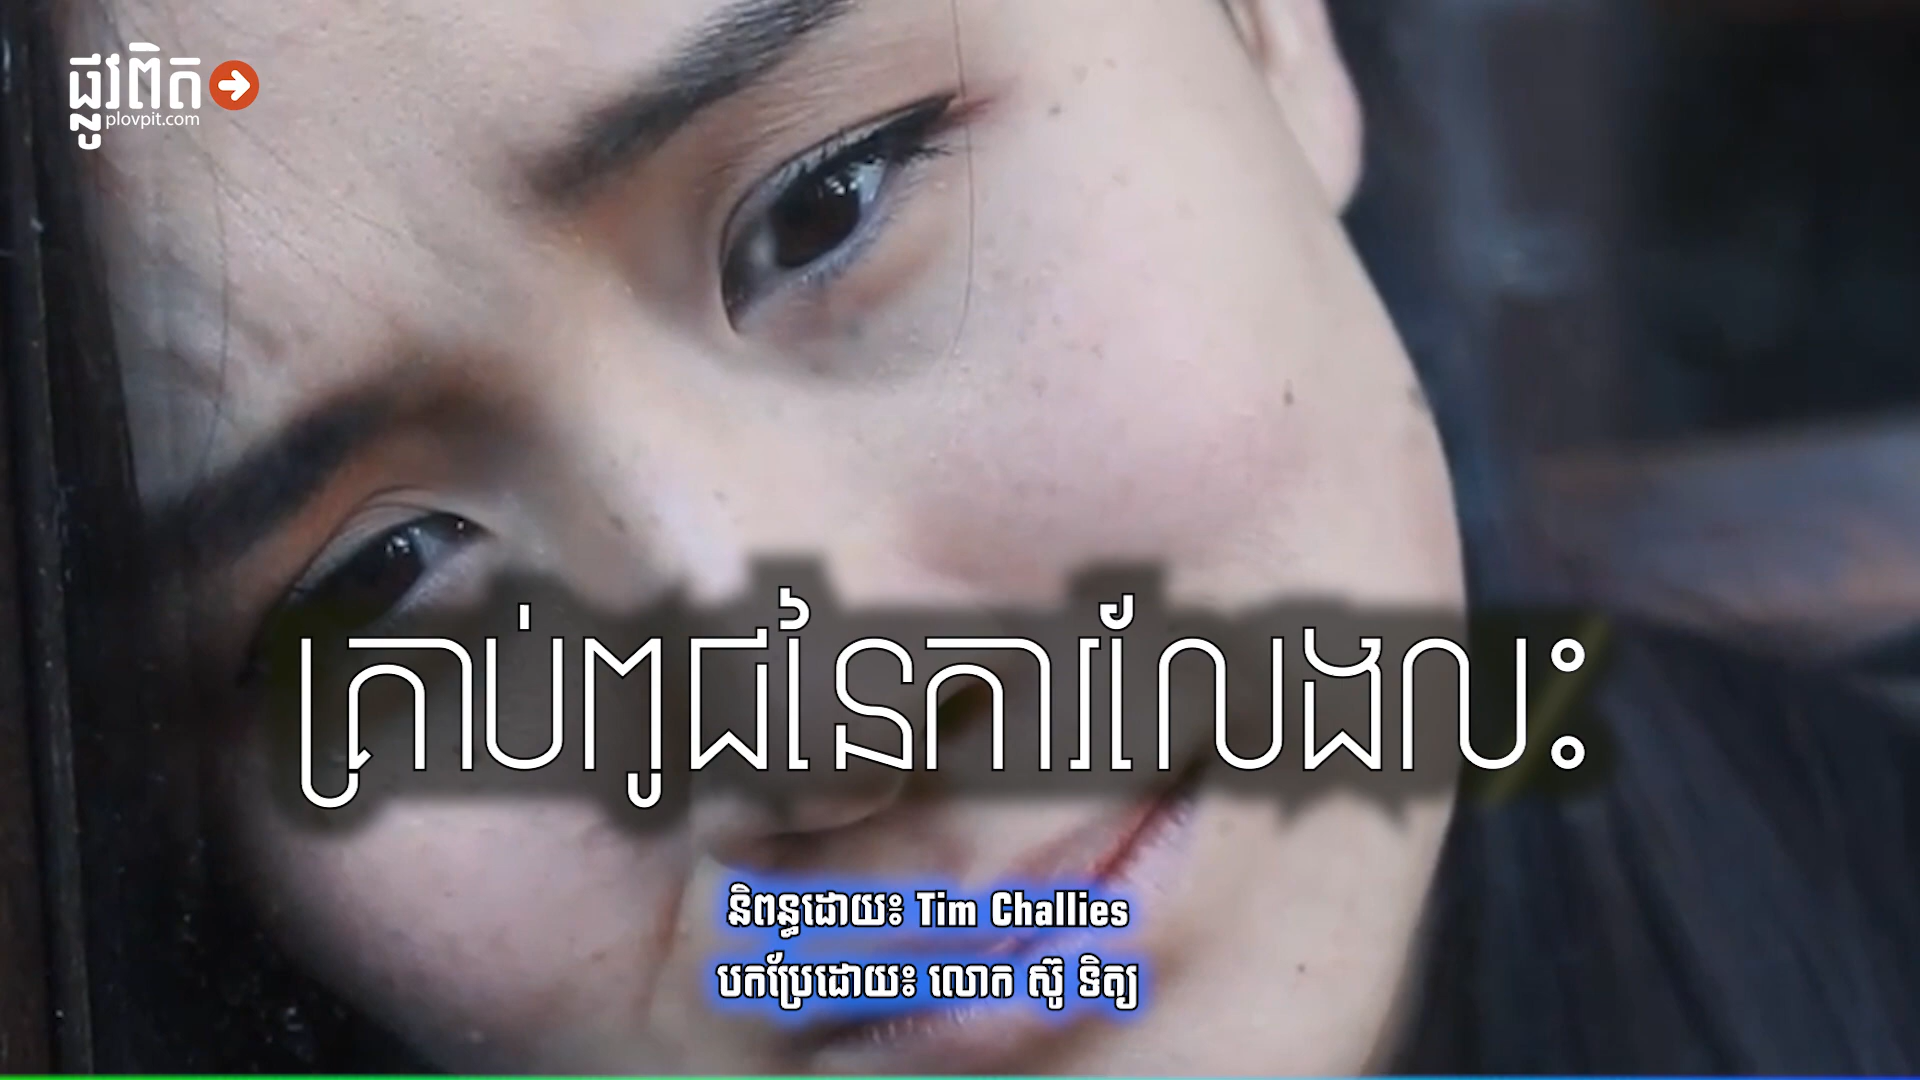 ផ្លូវពិត
plovpit.com
គ្រាប់ពូជនៃការលែងលះ
និពន្ធដោយ៖ Tim Challies
បកប្រែដោយ៖ លោក ស៊ូ ទិត្យ